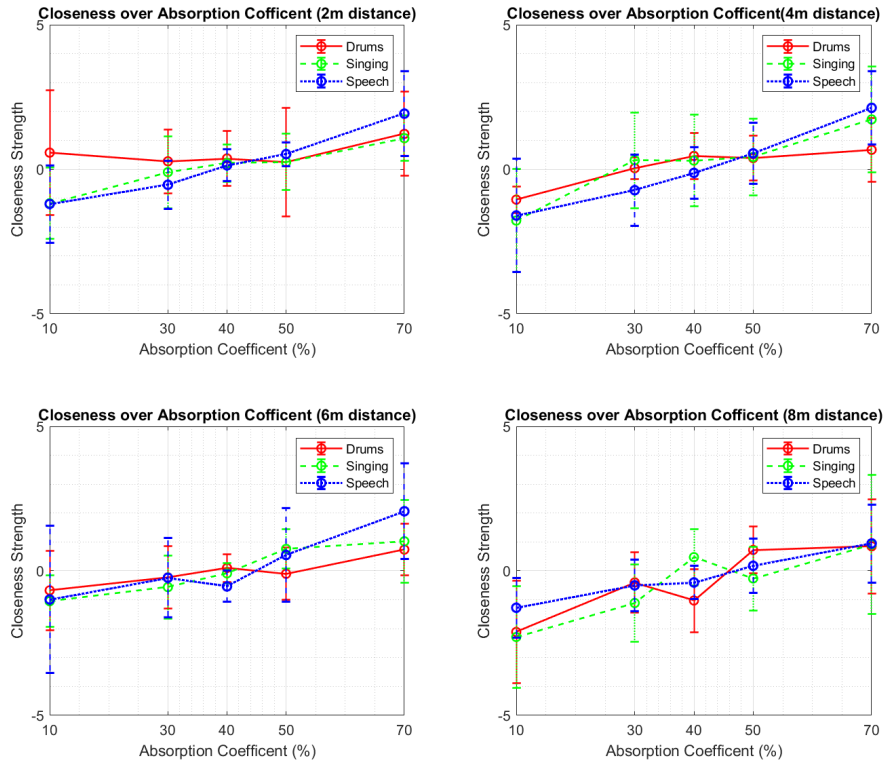 Closeness over Absorption Cofficent (2m distance)
5
0
-5
Closeness Strength
Drums
Singing
Speech
10
30
40
50
70
Absorption Coefficent (%)
Closeness over Absorption Cofficent(4m distance)
5
0
-5
Closeness Strength
Drums
Singing
Speech
10
30
40
50
70
Absorption Coefficent (%)
Closeness over Absorption Cofficent (6m distance)
5
0
-5
Closeness Strength
Drums
Singing
Speech
10
30
40
50
70
Absorption Coefficent (%)
Closeness over Absorption Cofficent (8m distance)
5
0
-5
Closeness Strength
Drums
Singing
Speech
10
30
40
50
70
Absorption Coefficent (%)